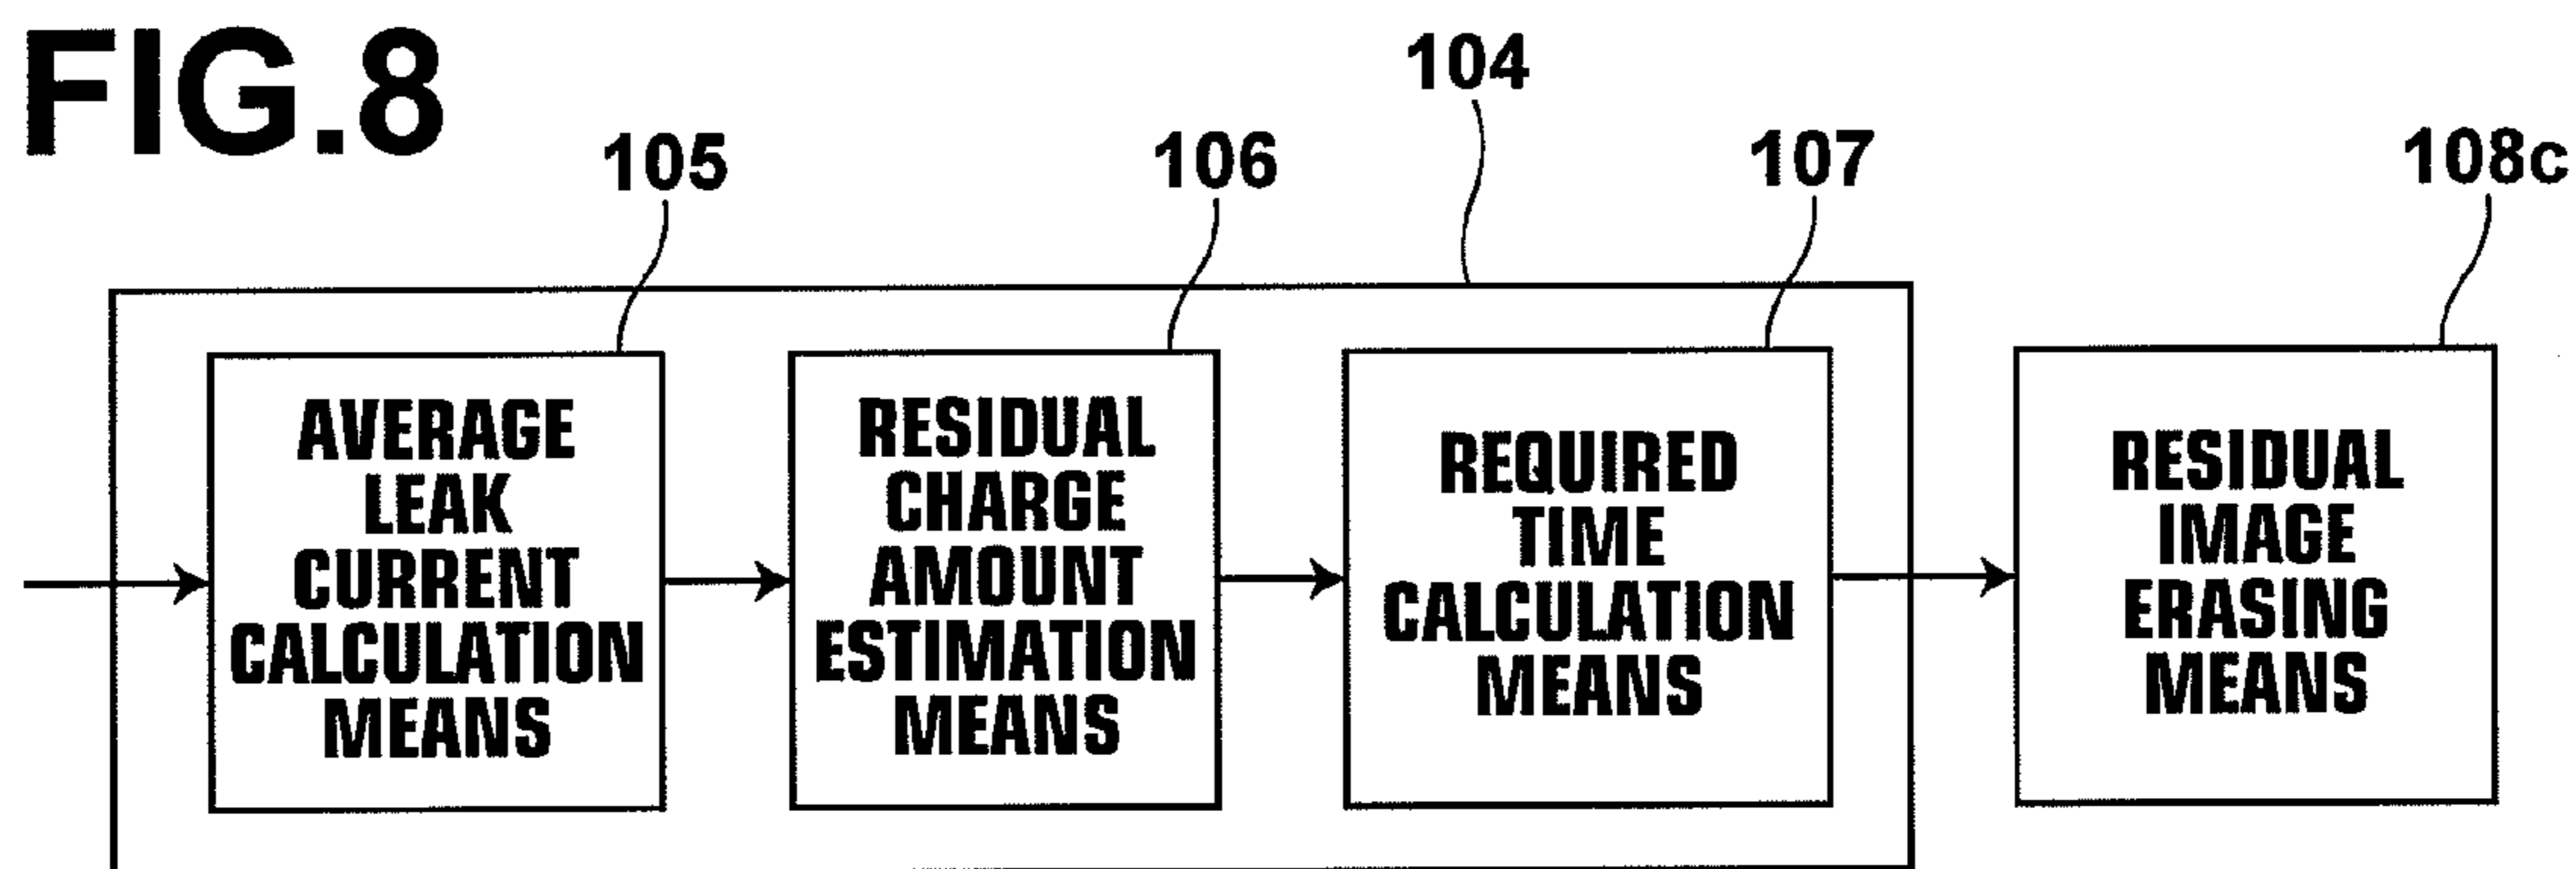 FIG.8
104
105
106
107
108c
AVERAGE
LEAK
CURRENT
CALCULATION
MEANS
RESIDUAL
CHARGE
AMOUNT
ESTIMATION
MEANS
REQUIRED
TIME
CALCULATION
MEANS
RESIDUAL
IMAGE
ERASING
MEANS